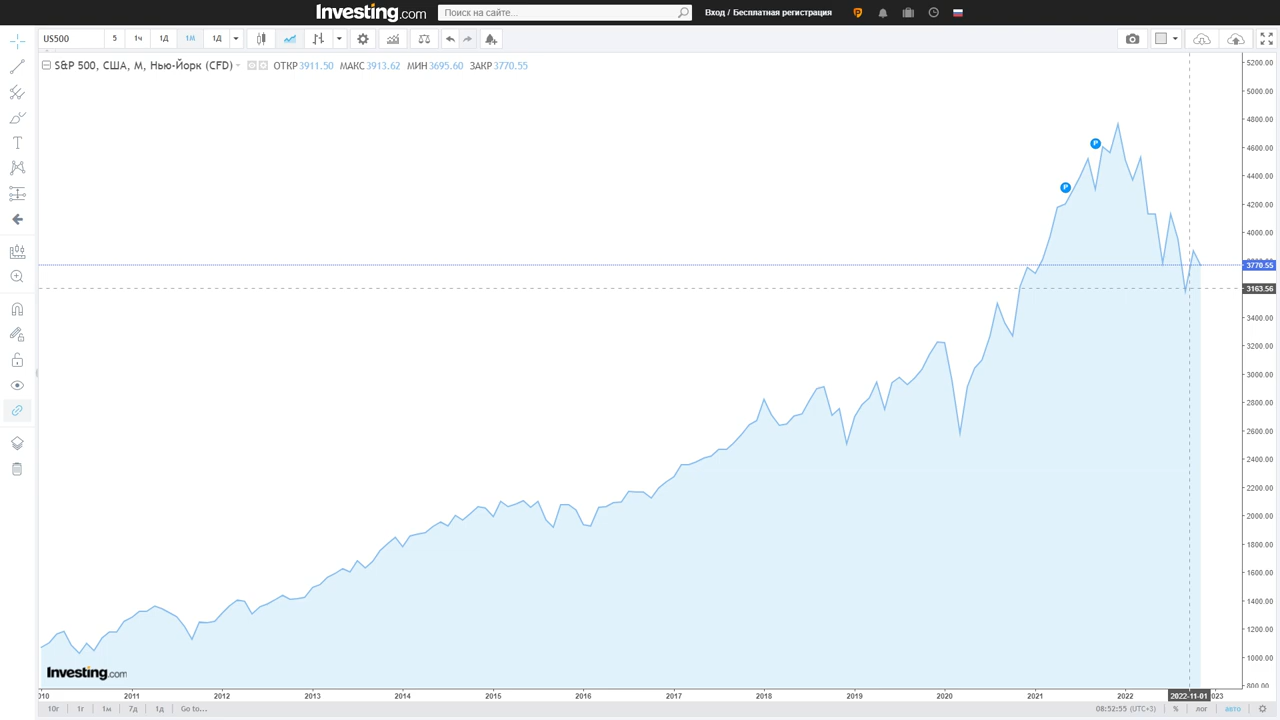 Investing.com
Поиск на сайте...
Вход / Бесплатная регистрация
US500 5 1ч 1Д 1М 1Д
S&P 500, США, M, Нью-Йорк (CFD) ОТКР 3911.50 МАКС 3913.62 МИН 3695.60 ЗАКР 3770.55
P
P
5200.00
5000.00
4800.00
4600.00
4400.00
4200.00
4000.00
3770.55
3163.56
3400.00
3200.00
3000.00
2800.00
2600.00
2400.00
2200.00
2000.00
1800.00
1600.00
1400.00
1200.00
1000.00
800.00
Investing.com
010 2011 2012 2013 2014 2015 2016 2017 2018 2019 2020 2021 2022 2022-11-01 023
10г 1г 1м 7д 1д Go to... 08:52:55 (UTC+3) % лог авто